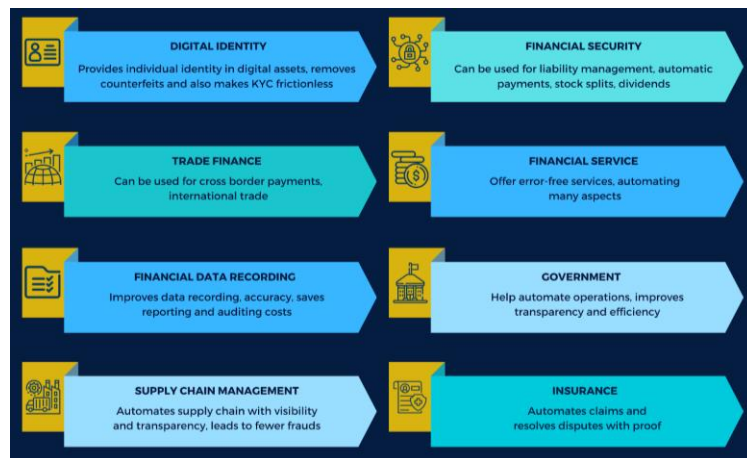 DIGITAL IDENTITY
Provides individual identity in digital assets, removes
counterfeits and also makes KYC frictionless
FINANCIAL SECURITY
Can be used for liability management, automatic
payments, stock splits, dividends
TRADE FINANCE
Can be used for cross border payments,
international trade
FINANCIAL SERVICE
Offer error-free services, automating
many aspects
FINANCIAL DATA RECORDING
Improves data recording, accuracy, saves
reporting and auditing costs
GOVERNMENT
Help automate operations, improves
transparency and efficiency
SUPPLY CHAIN MANAGEMENT
Automates supply chain with visibility
and transparency, leads to fewer frauds
INSURANCE
Automates claims and
resolves disputes with proof